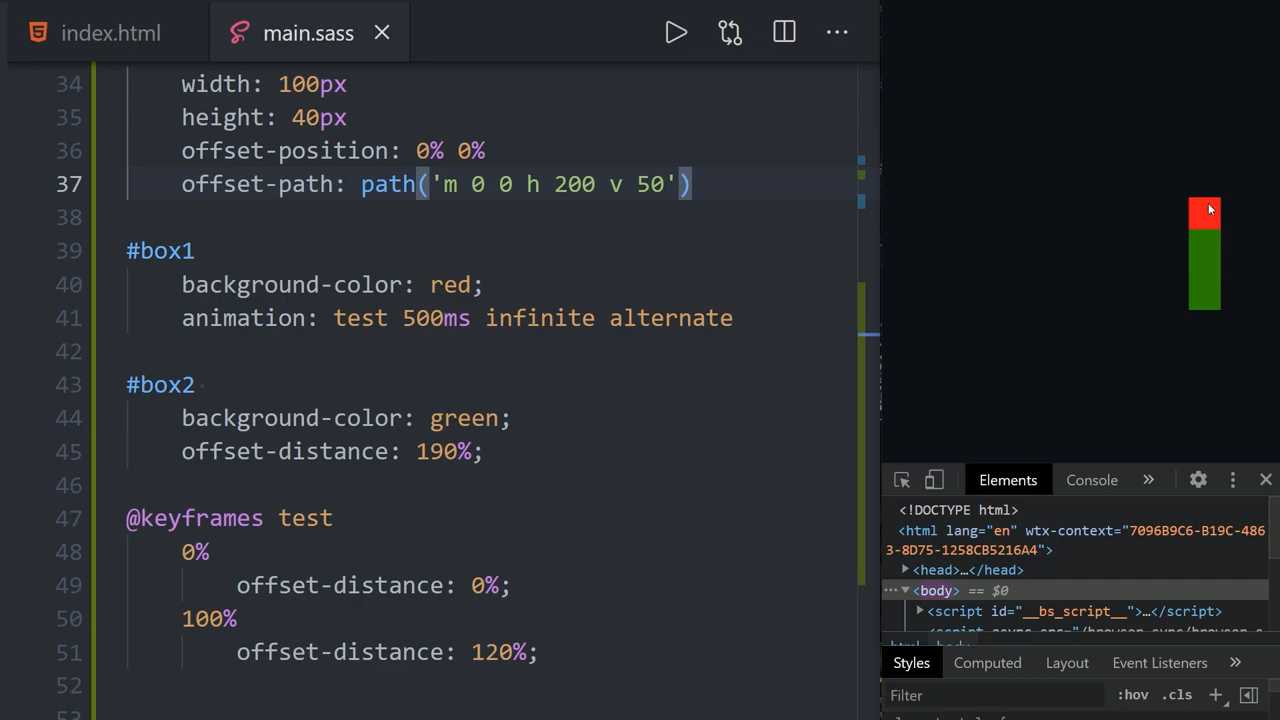 index.html
main.sass
34 width: 100px
35 height: 40px
36 offset-position: 0% 0%
37 offset-path: path('m 0 0 h 200 v 50')
38
39 #box1
40 background-color: red;
41 animation: test 500ms infinite alternate
42
43 #box2
44 background-color: green;
45 offset-distance: 190%;
46
47 @keyframes test
48 0%
49 offset-distance: 0%;
50 100%
51 offset-distance: 120%;
52
53
Elements Console »
<!DOCTYPE html>
<html lang="en" wtx-context="7096B9C6-B19C-486
3-8D75-1258CB5216A4">
<head>…</head>
<body> == $0
<script id="__bs_script__">…</script>
Styles Computed Layout Event Listeners »
Filter :hov .cls +